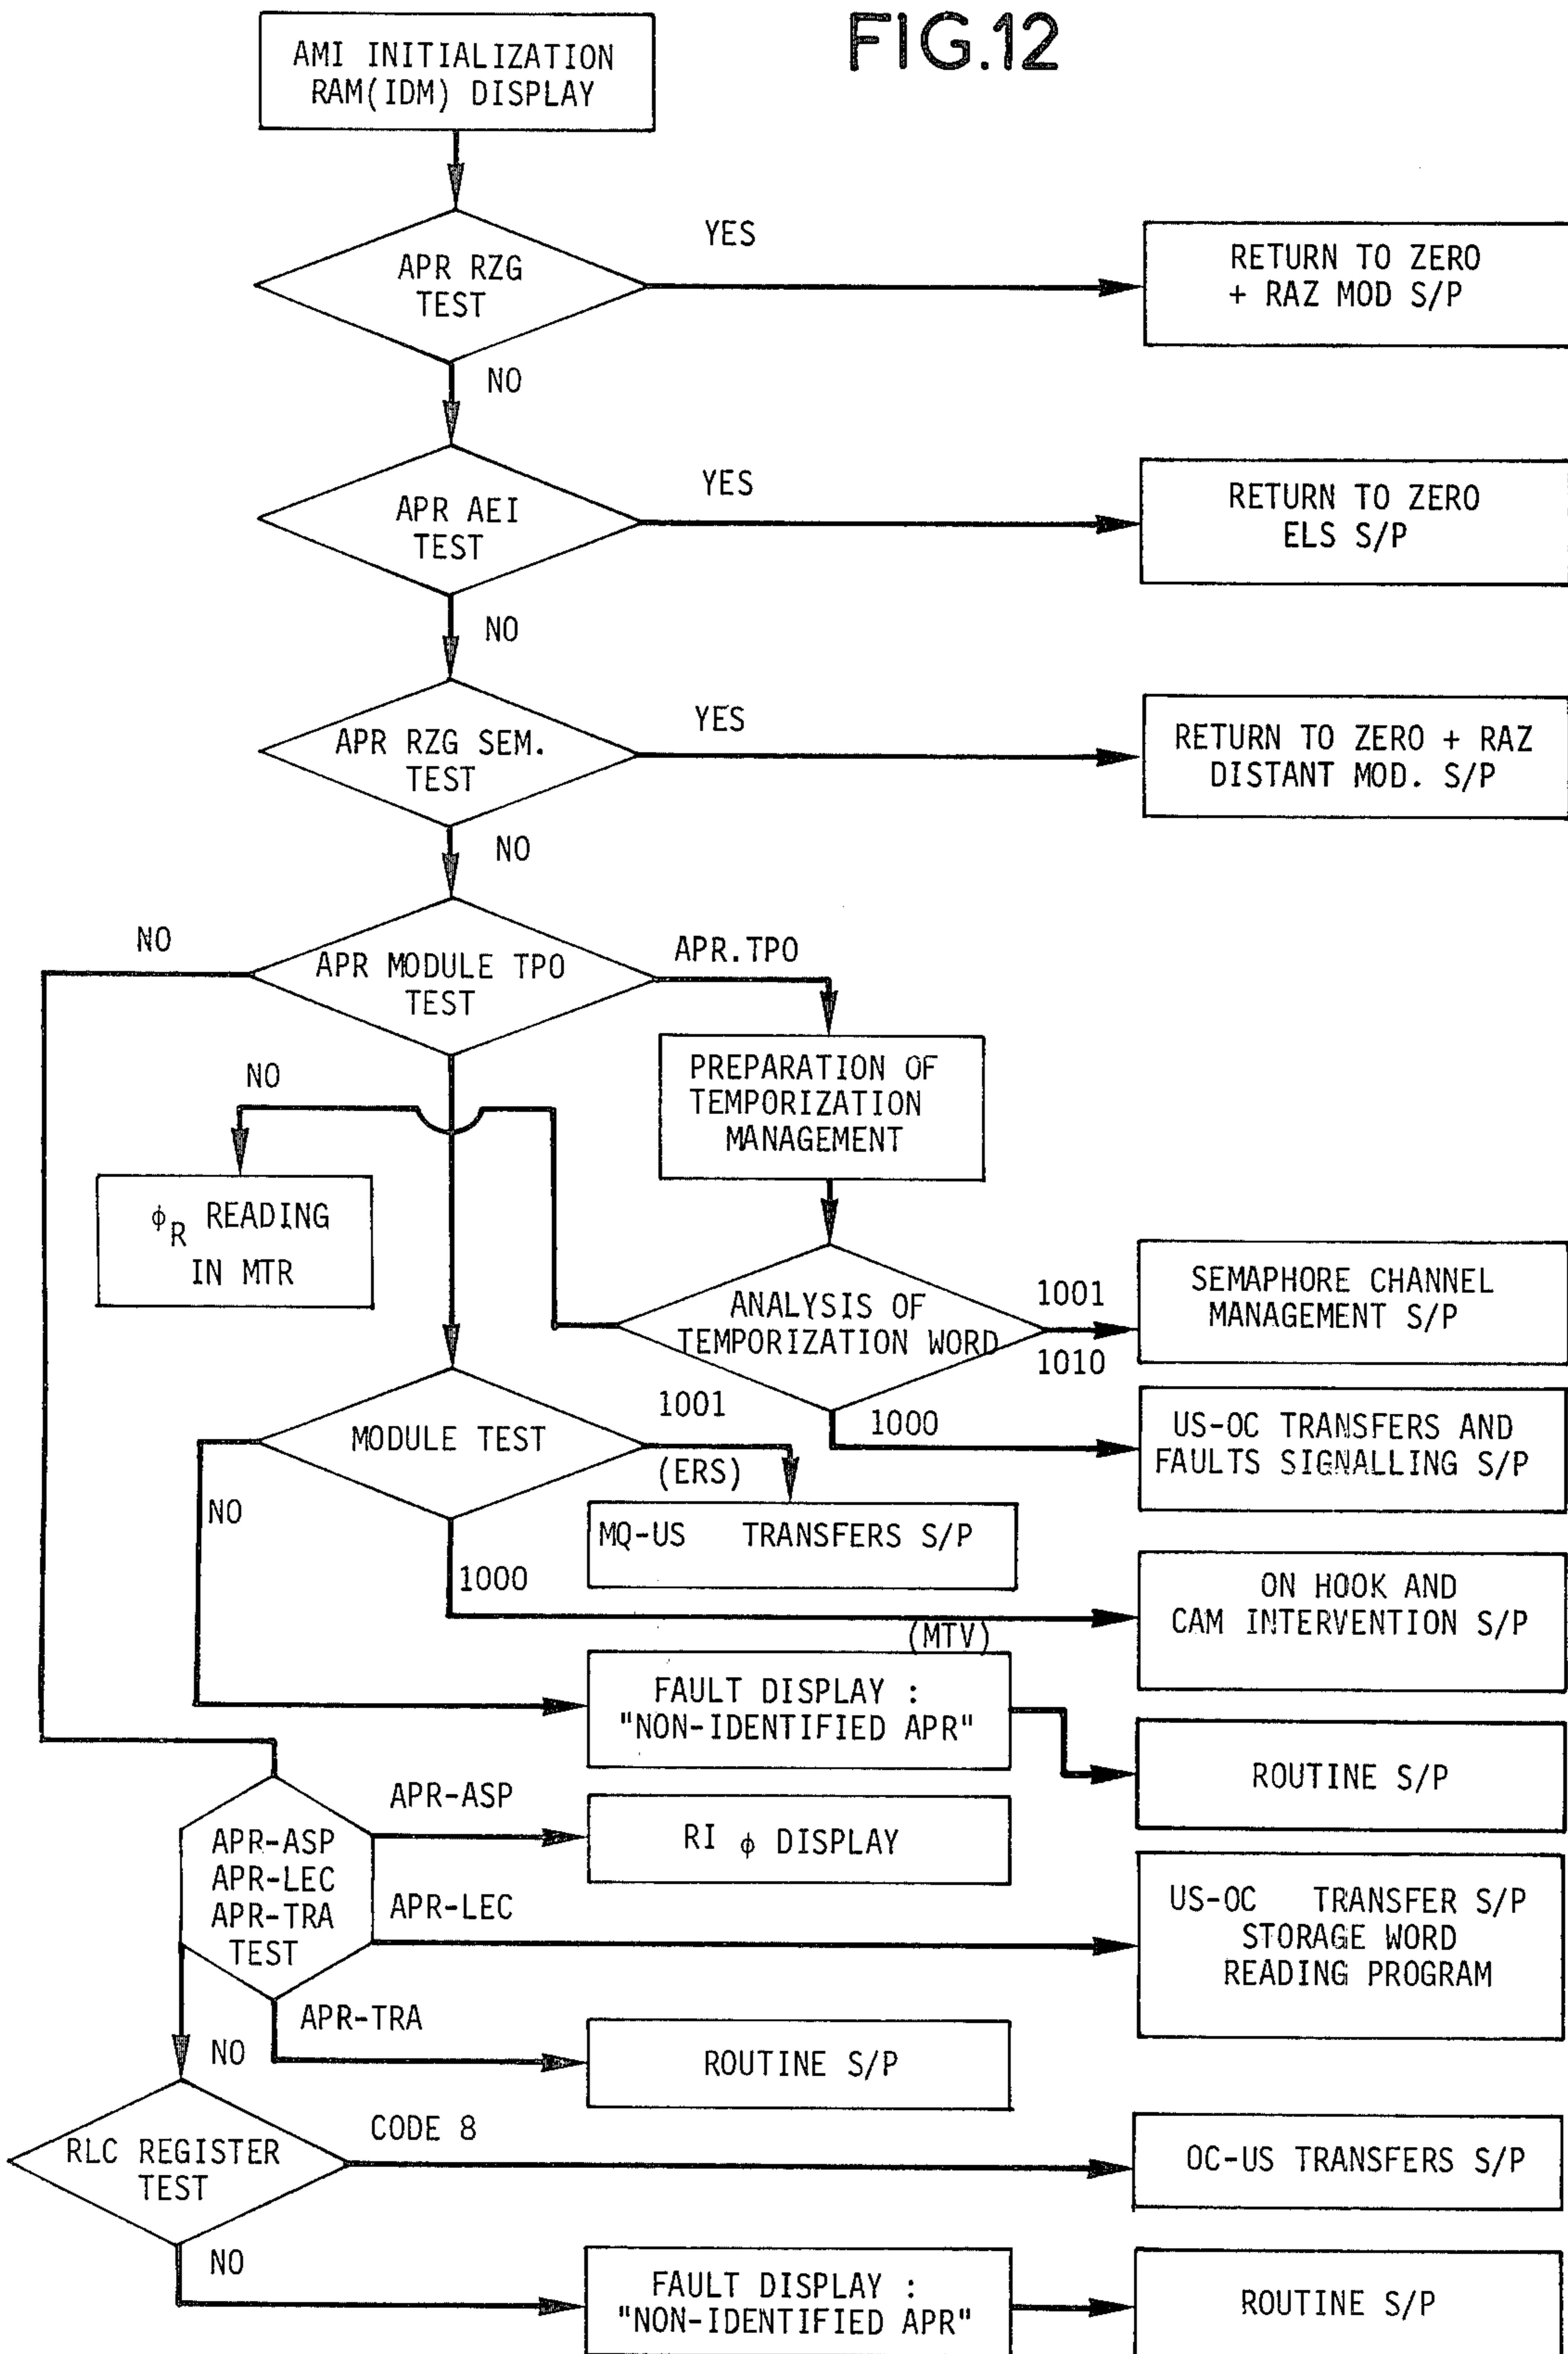 FIG.12
AMI INITIALIZATION
RAM(IDM) DISPLAY
APR RZG
TEST
YES
RETURN TO ZERO
+ RAZ MOD S/P
NO
APR AEI
TEST
YES
RETURN TO ZERO
ELS S/P
NO
APR RZG SEM.
TEST
YES
RETURN TO ZERO + RAZ
DISTANT MOD. S/P
NO
NO
APR MODULE TPO
TEST
APR.TPO
PREPARATION OF
TEMPORIZATION
MANAGEMENT
NO
ϕR READING
IN MTR
ANALYSIS OF
TEMPORIZATION WORD
1001
1010
SEMAPHORE CHANNEL
MANAGEMENT S/P
1000
US-OC TRANSFERS AND
FAULTS SIGNALLING S/P
MODULE TEST
1001
(ERS)
MQ-US TRANSFERS S/P
NO
1000
(MTV)
ON HOOK AND
CAM INTERVENTION S/P
FAULT DISPLAY :
"NON-IDENTIFIED APR"
ROUTINE S/P
APR-ASP
APR-LEC
APR-TRA
TEST
APR-ASP
RI ϕ DISPLAY
APR-LEC
US-OC TRANSFER S/P
STORAGE WORD
READING PROGRAM
APR-TRA
ROUTINE S/P
NO
RLC REGISTER
TEST
CODE 8
OC-US TRANSFERS S/P
NO
FAULT DISPLAY :
"NON-IDENTIFIED APR"
ROUTINE S/P